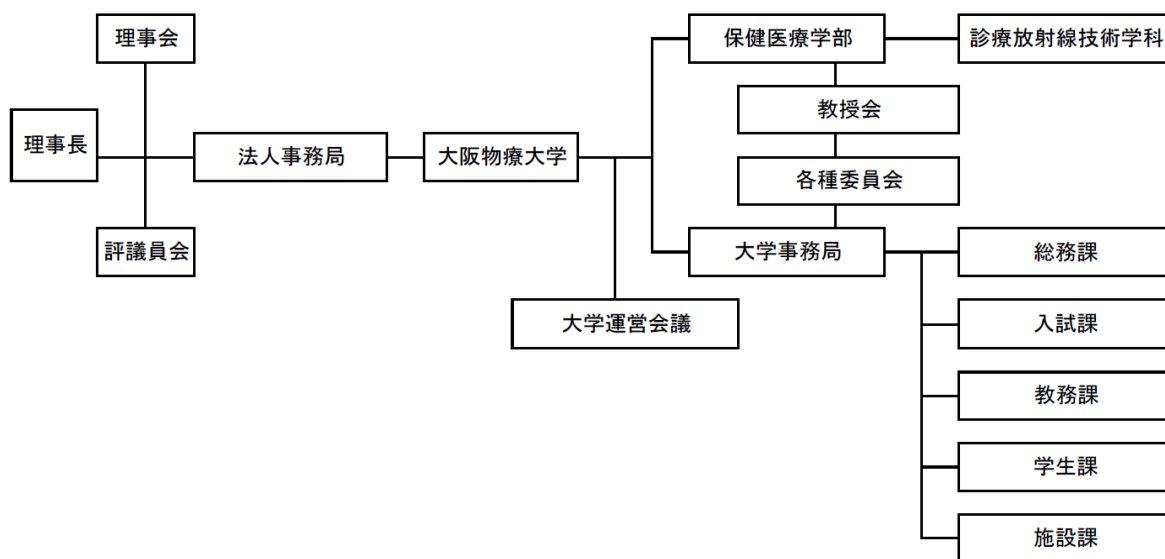 理事会
理事長
評議員会
法人事務局
大阪物療大学
大学運営会議
保健医療学部
診療放射線技術学科
教授会
各種委員会
大学事務局
総務課
入試課
教務課
学生課
施設課